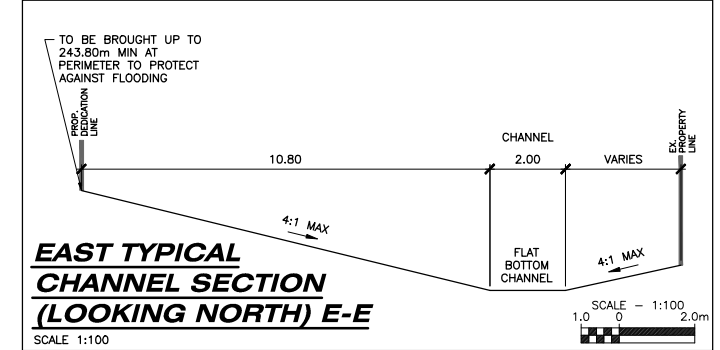 TO BE BROUGHT UP TO
243.80m MIN AT
PERIMETER TO PROTECT
AGAINST FLOODING
PROP.
DEDICATION
LINE
10.80
CHANNEL
2.00
VARIES
EX.
PROPERTY
LINE
4:1 MAX
FLAT
BOTTOM
CHANNEL
4:1 MAX
EAST TYPICAL
CHANNEL SECTION
(LOOKING NORTH) E-E
SCALE 1:100
SCALE - 1:100
1.0 0 2.0m